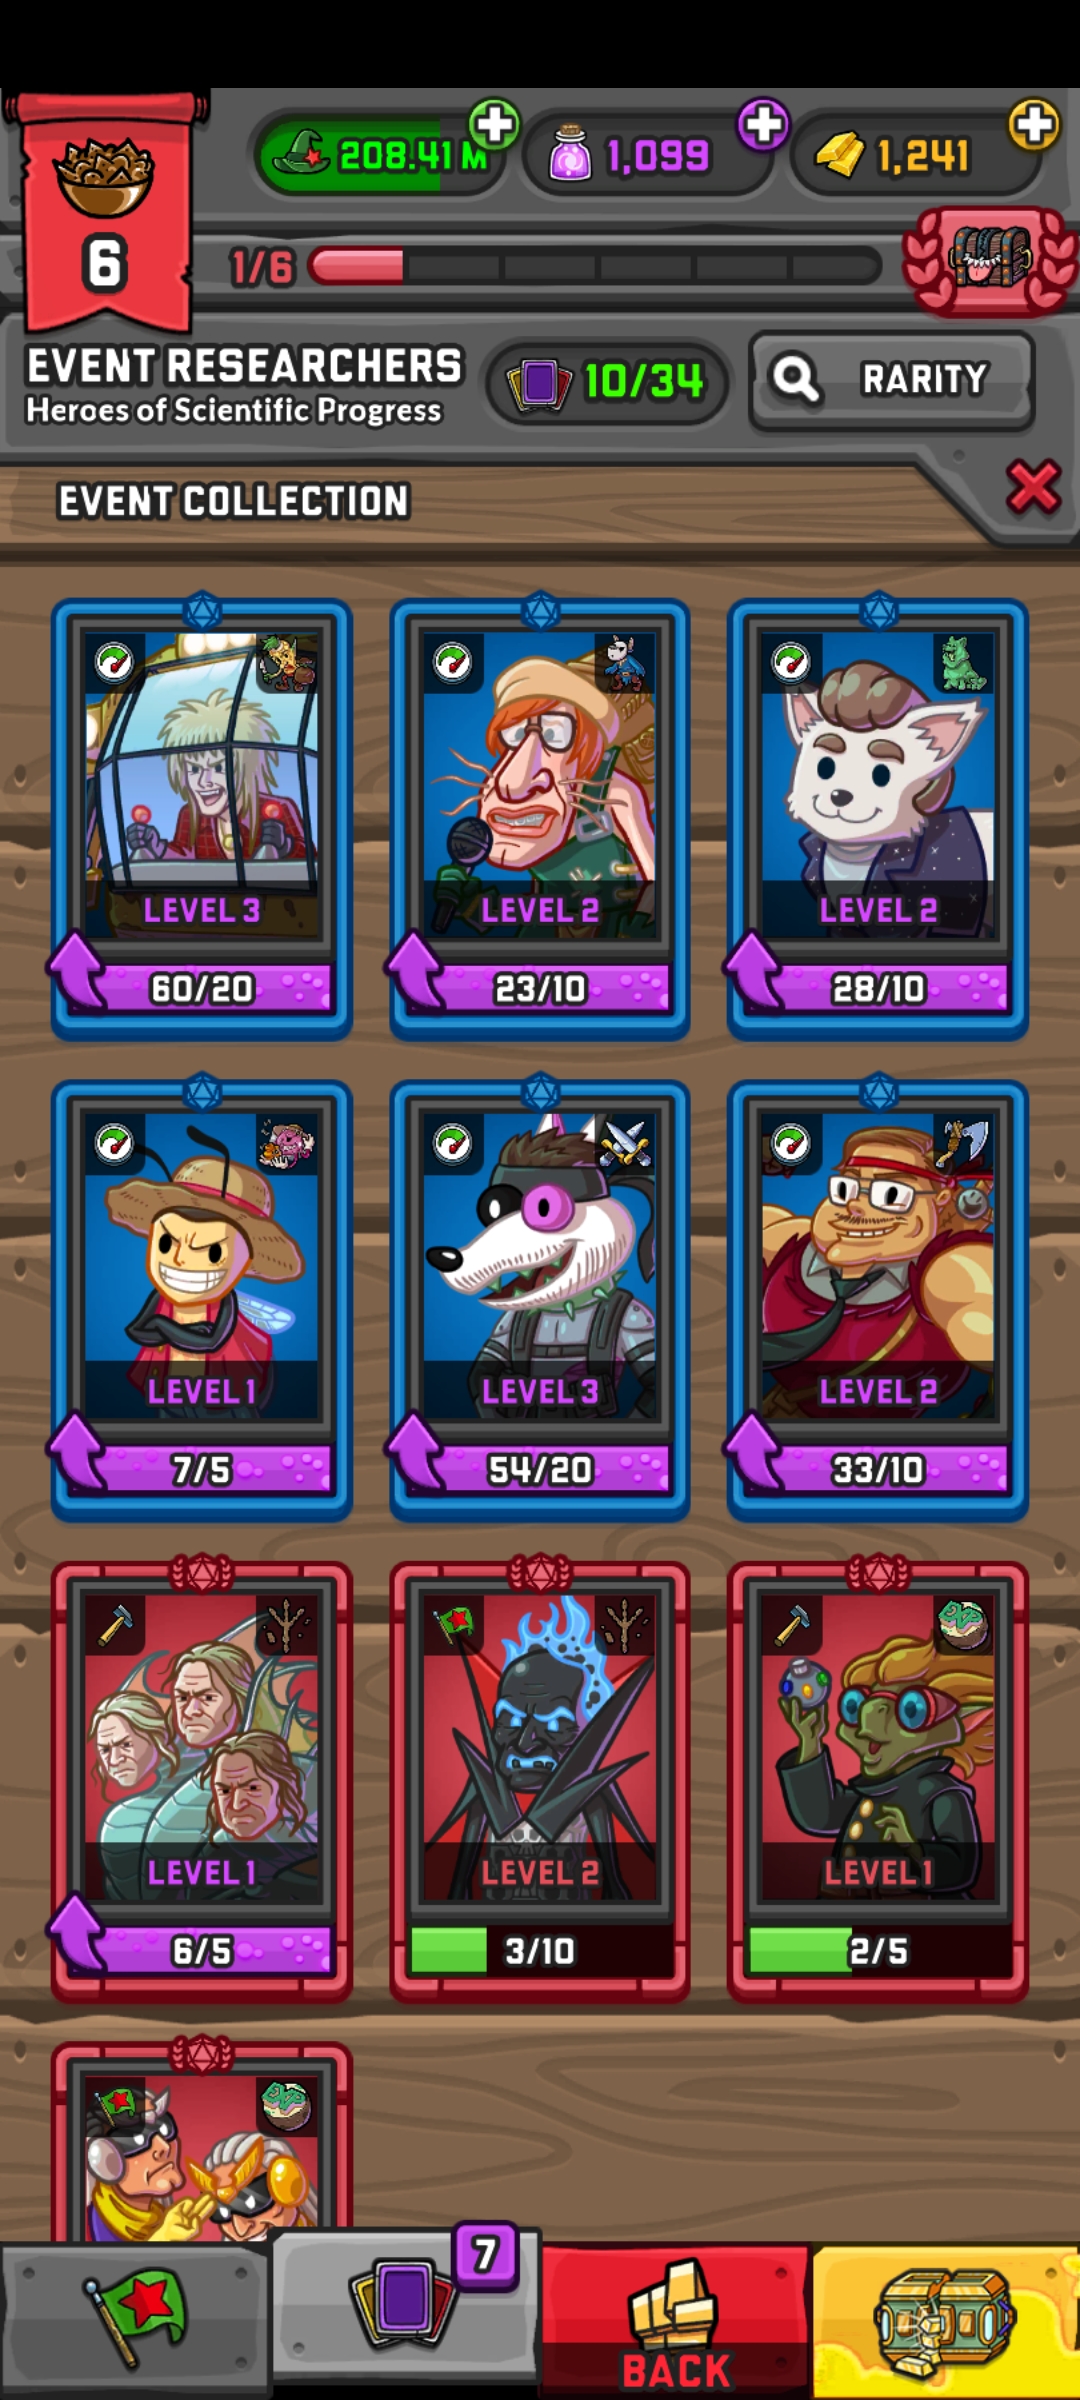 208.41 M
1,099
1,241
6
1/6
EVENT RESEARCHERS
Heroes of Scientific Progress
10/34
RARITY
EVENT COLLECTION
LEVEL 3
LEVEL 2
LEVEL 2
60/20
23/10
28/10
LEVEL 1
LEVEL 3
LEVEL 2
7/5
54/20
33/10
EXP
LEVEL 1
LEVEL 2
LEVEL 1
6/5
3/10
2/5
EXP
7
BACK